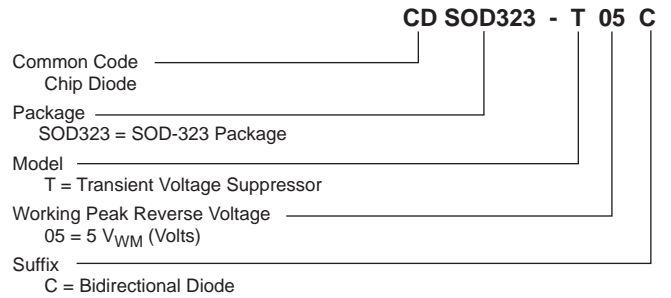 CD SOD323 - T 05 C
Common Code
Chip Diode
Package
SOD323 = SOD-323 Package
Model
T = Transient Voltage Suppressor
Working Peak Reverse Voltage
05 = 5 VWM (Volts)
Suffix
C = Bidirectional Diode